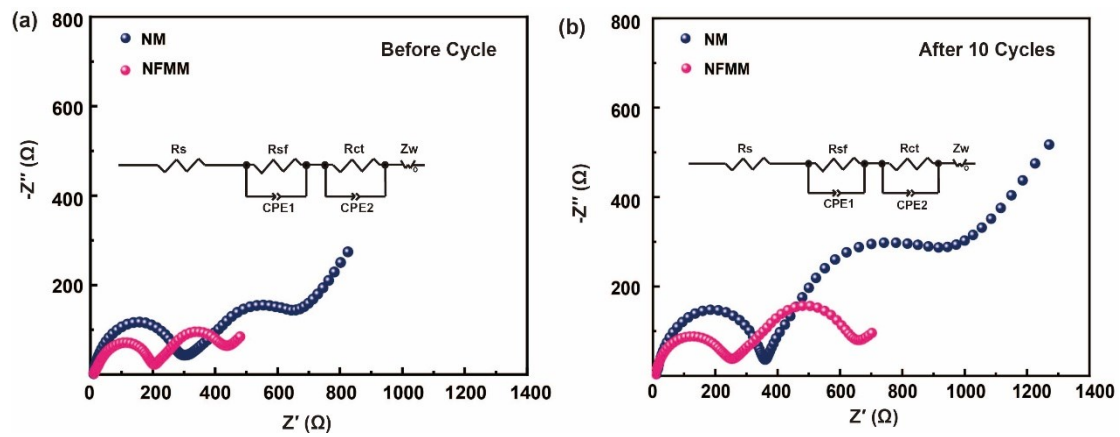 (a)
NM
NFMM
Before Cycle
Rs
Rsf
Rct
Zw
CPE1
CPE2
-Z″ (Ω)
800
600
400
200
0 200 400 600 800 1000 1200 1400
Z′ (Ω)
(b)
NM
NFMM
After 10 Cycles
Rs
Rsf
Rct
Zw
CPE1
CPE2
-Z″ (Ω)
800
600
400
200
0 200 400 600 800 1000 1200 1400
Z′ (Ω)